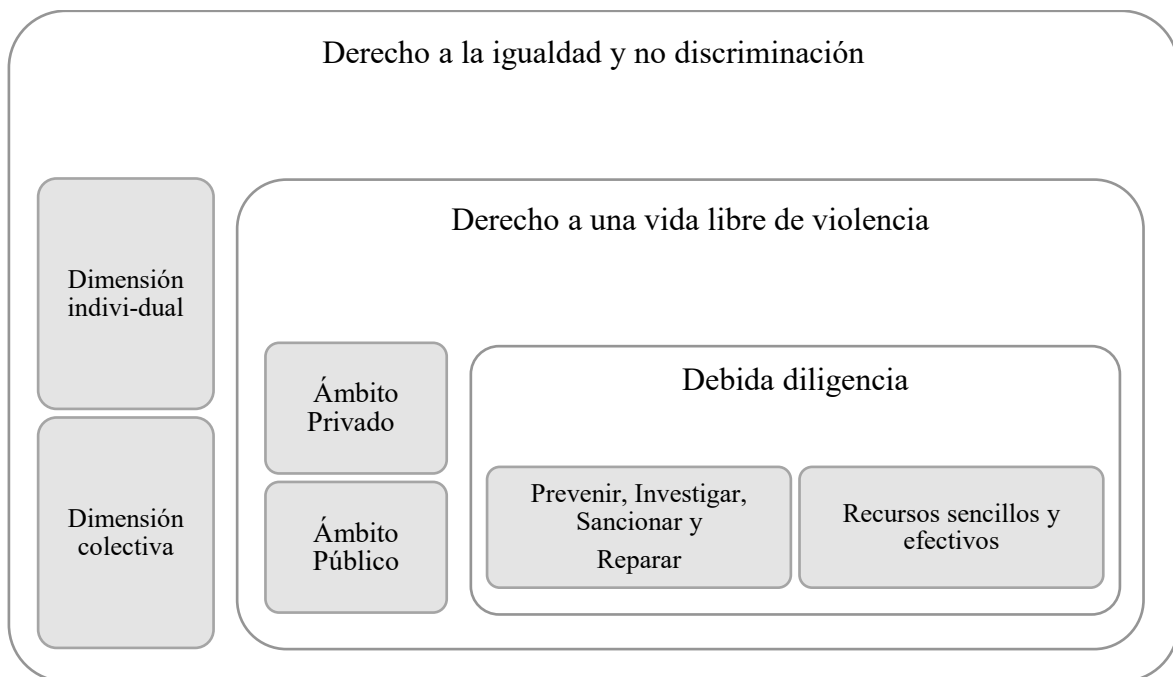 Derecho a la igualdad y no discriminación
Dimensión
indivi-dual
Dimensión
colectiva
Derecho a una vida libre de violencia
Ámbito
Privado
Ámbito
Público
Debida diligencia
Prevenir, Investigar,
Sancionar y
Reparar
Recursos sencillos y
efectivos